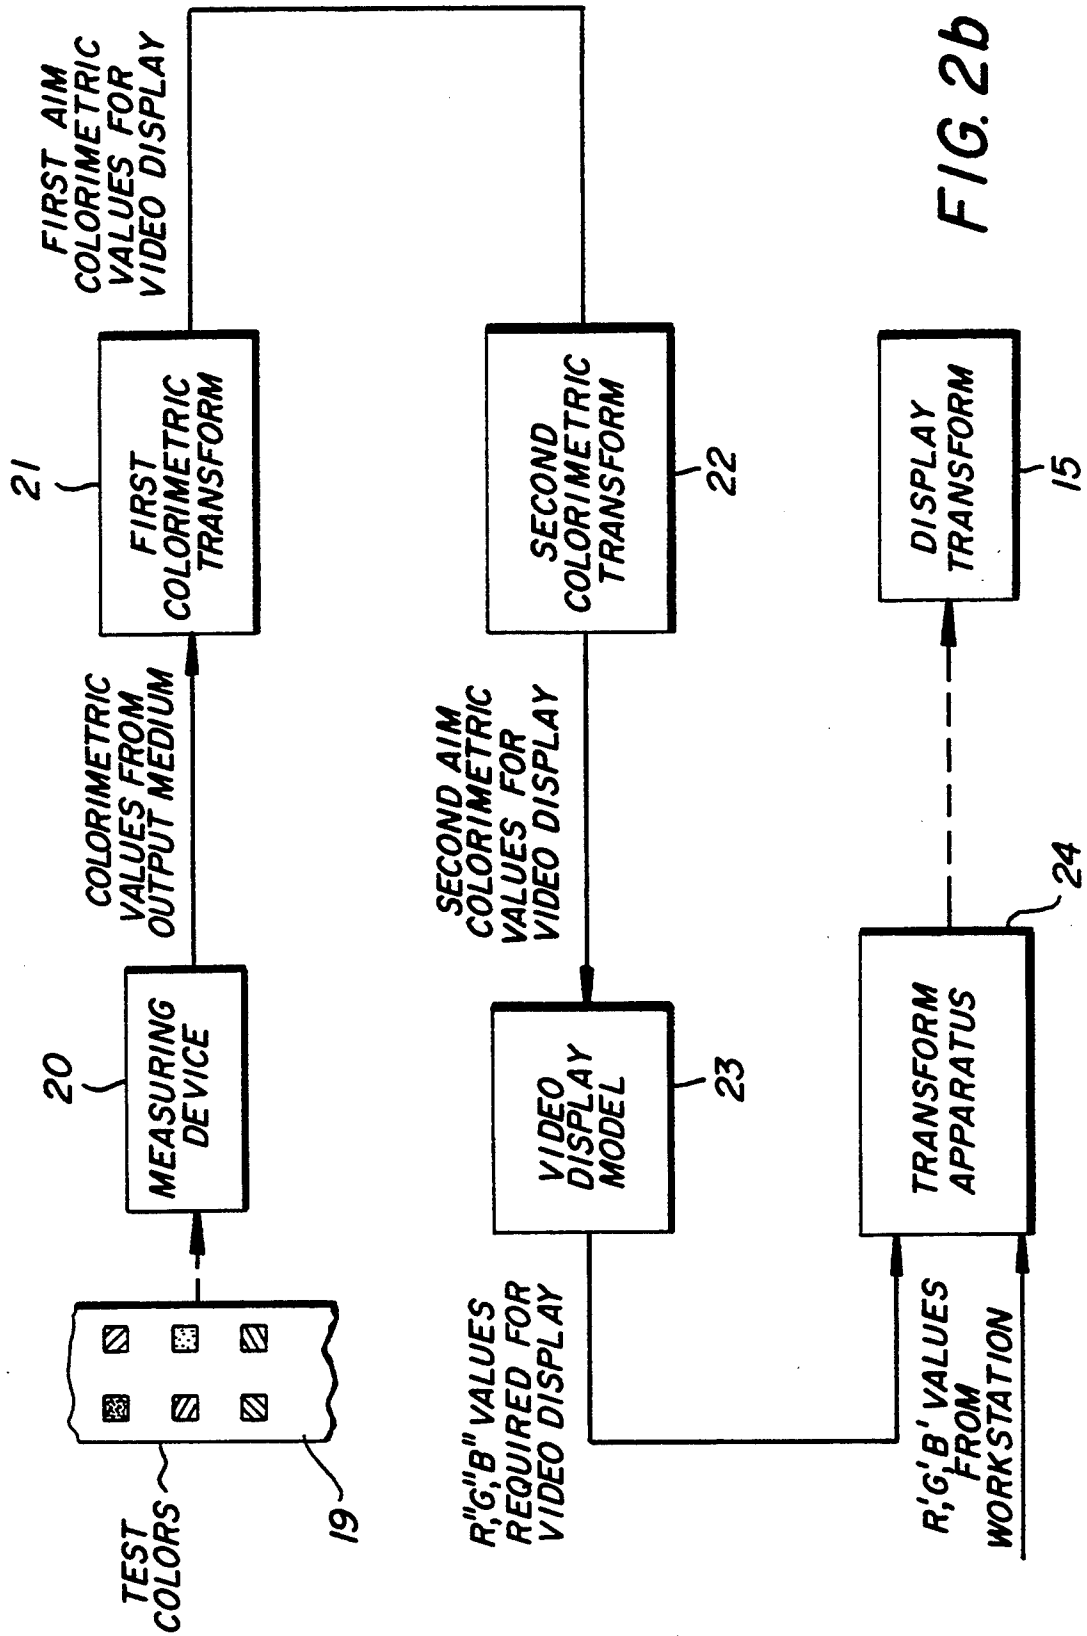 TEST
COLORS
19
20
MEASURING
DEVICE
COLORIMETRIC
VALUES FROM
OUTPUT MEDIUM
21
FIRST
COLORIMETRIC
TRANSFORM
FIRST AIM
COLORIMETRIC
VALUES FOR
VIDEO DISPLAY
R",G",B" VALUES
REQUIRED FOR
VIDEO DISPLAY
VIDEO
DISPLAY
MODEL
23
SECOND AIM
COLORIMETRIC
VALUES FOR
VIDEO DISPLAY
SECOND
COLORIMETRIC
TRANSFORM
22
R',G',B' VALUES
FROM
WORKSTATION
TRANSFORM
APPARATUS
24
DISPLAY
TRANSFORM
15
FIG. 2b